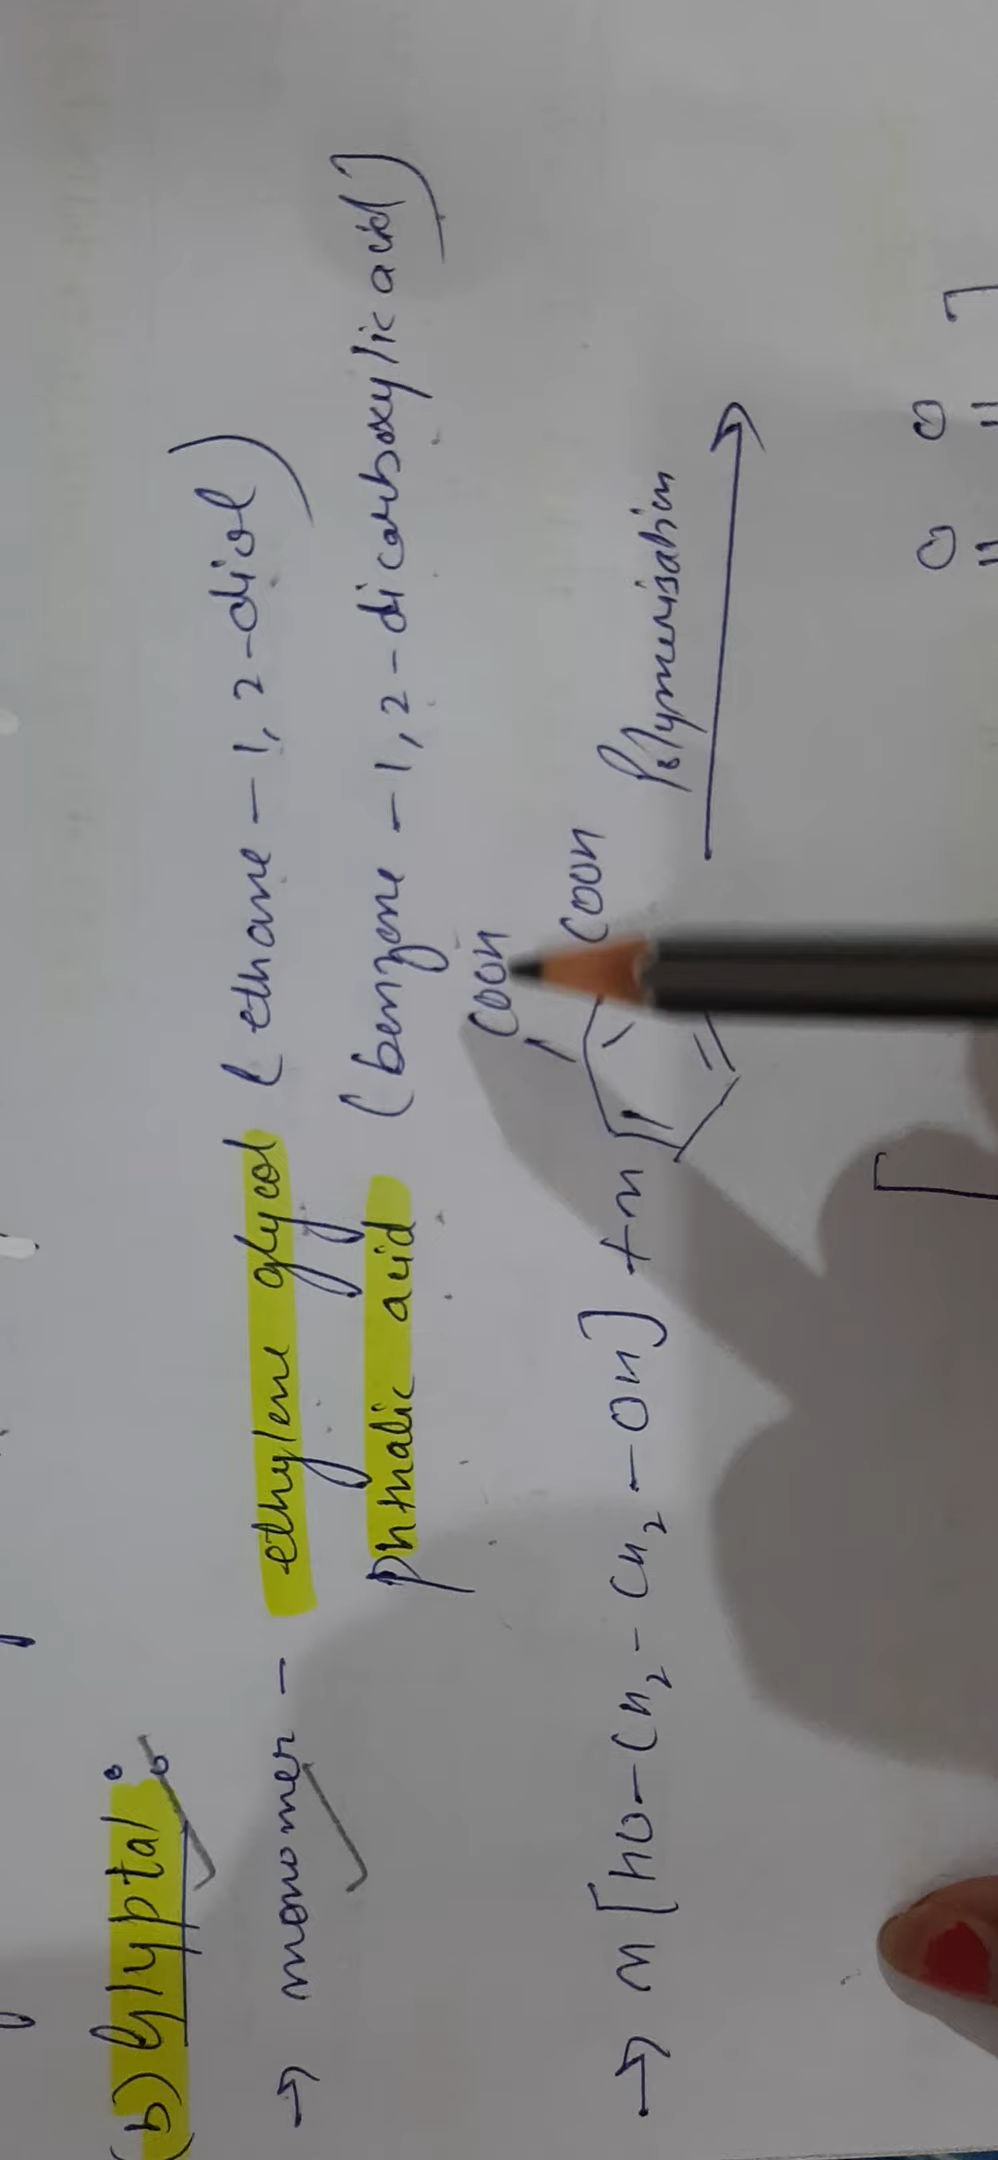 (b) Glyptal :
→ monomer - ethylene glycol (ethane - 1, 2 - diol)
phthalic acid (benzene - 1, 2 - dicarboxylic acid)
COOH
→ n [HO - CH2 - CH2 - OH] + n COOH Polymerisation
O O